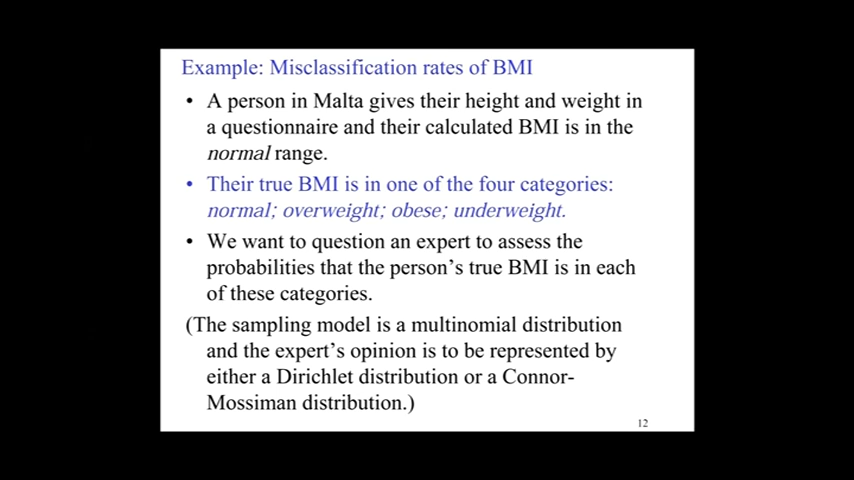 Example: Misclassification rates of BMI
• A person in Malta gives their height and weight in
a questionnaire and their calculated BMI is in the
normal range.
• Their true BMI is in one of the four categories:
normal; overweight; obese; underweight.
• We want to question an expert to assess the
probabilities that the person's true BMI is in each
of these categories.
(The sampling model is a multinomial distribution
and the expert's opinion is to be represented by
either a Dirichlet distribution or a Connor-
Mossiman distribution.)
12